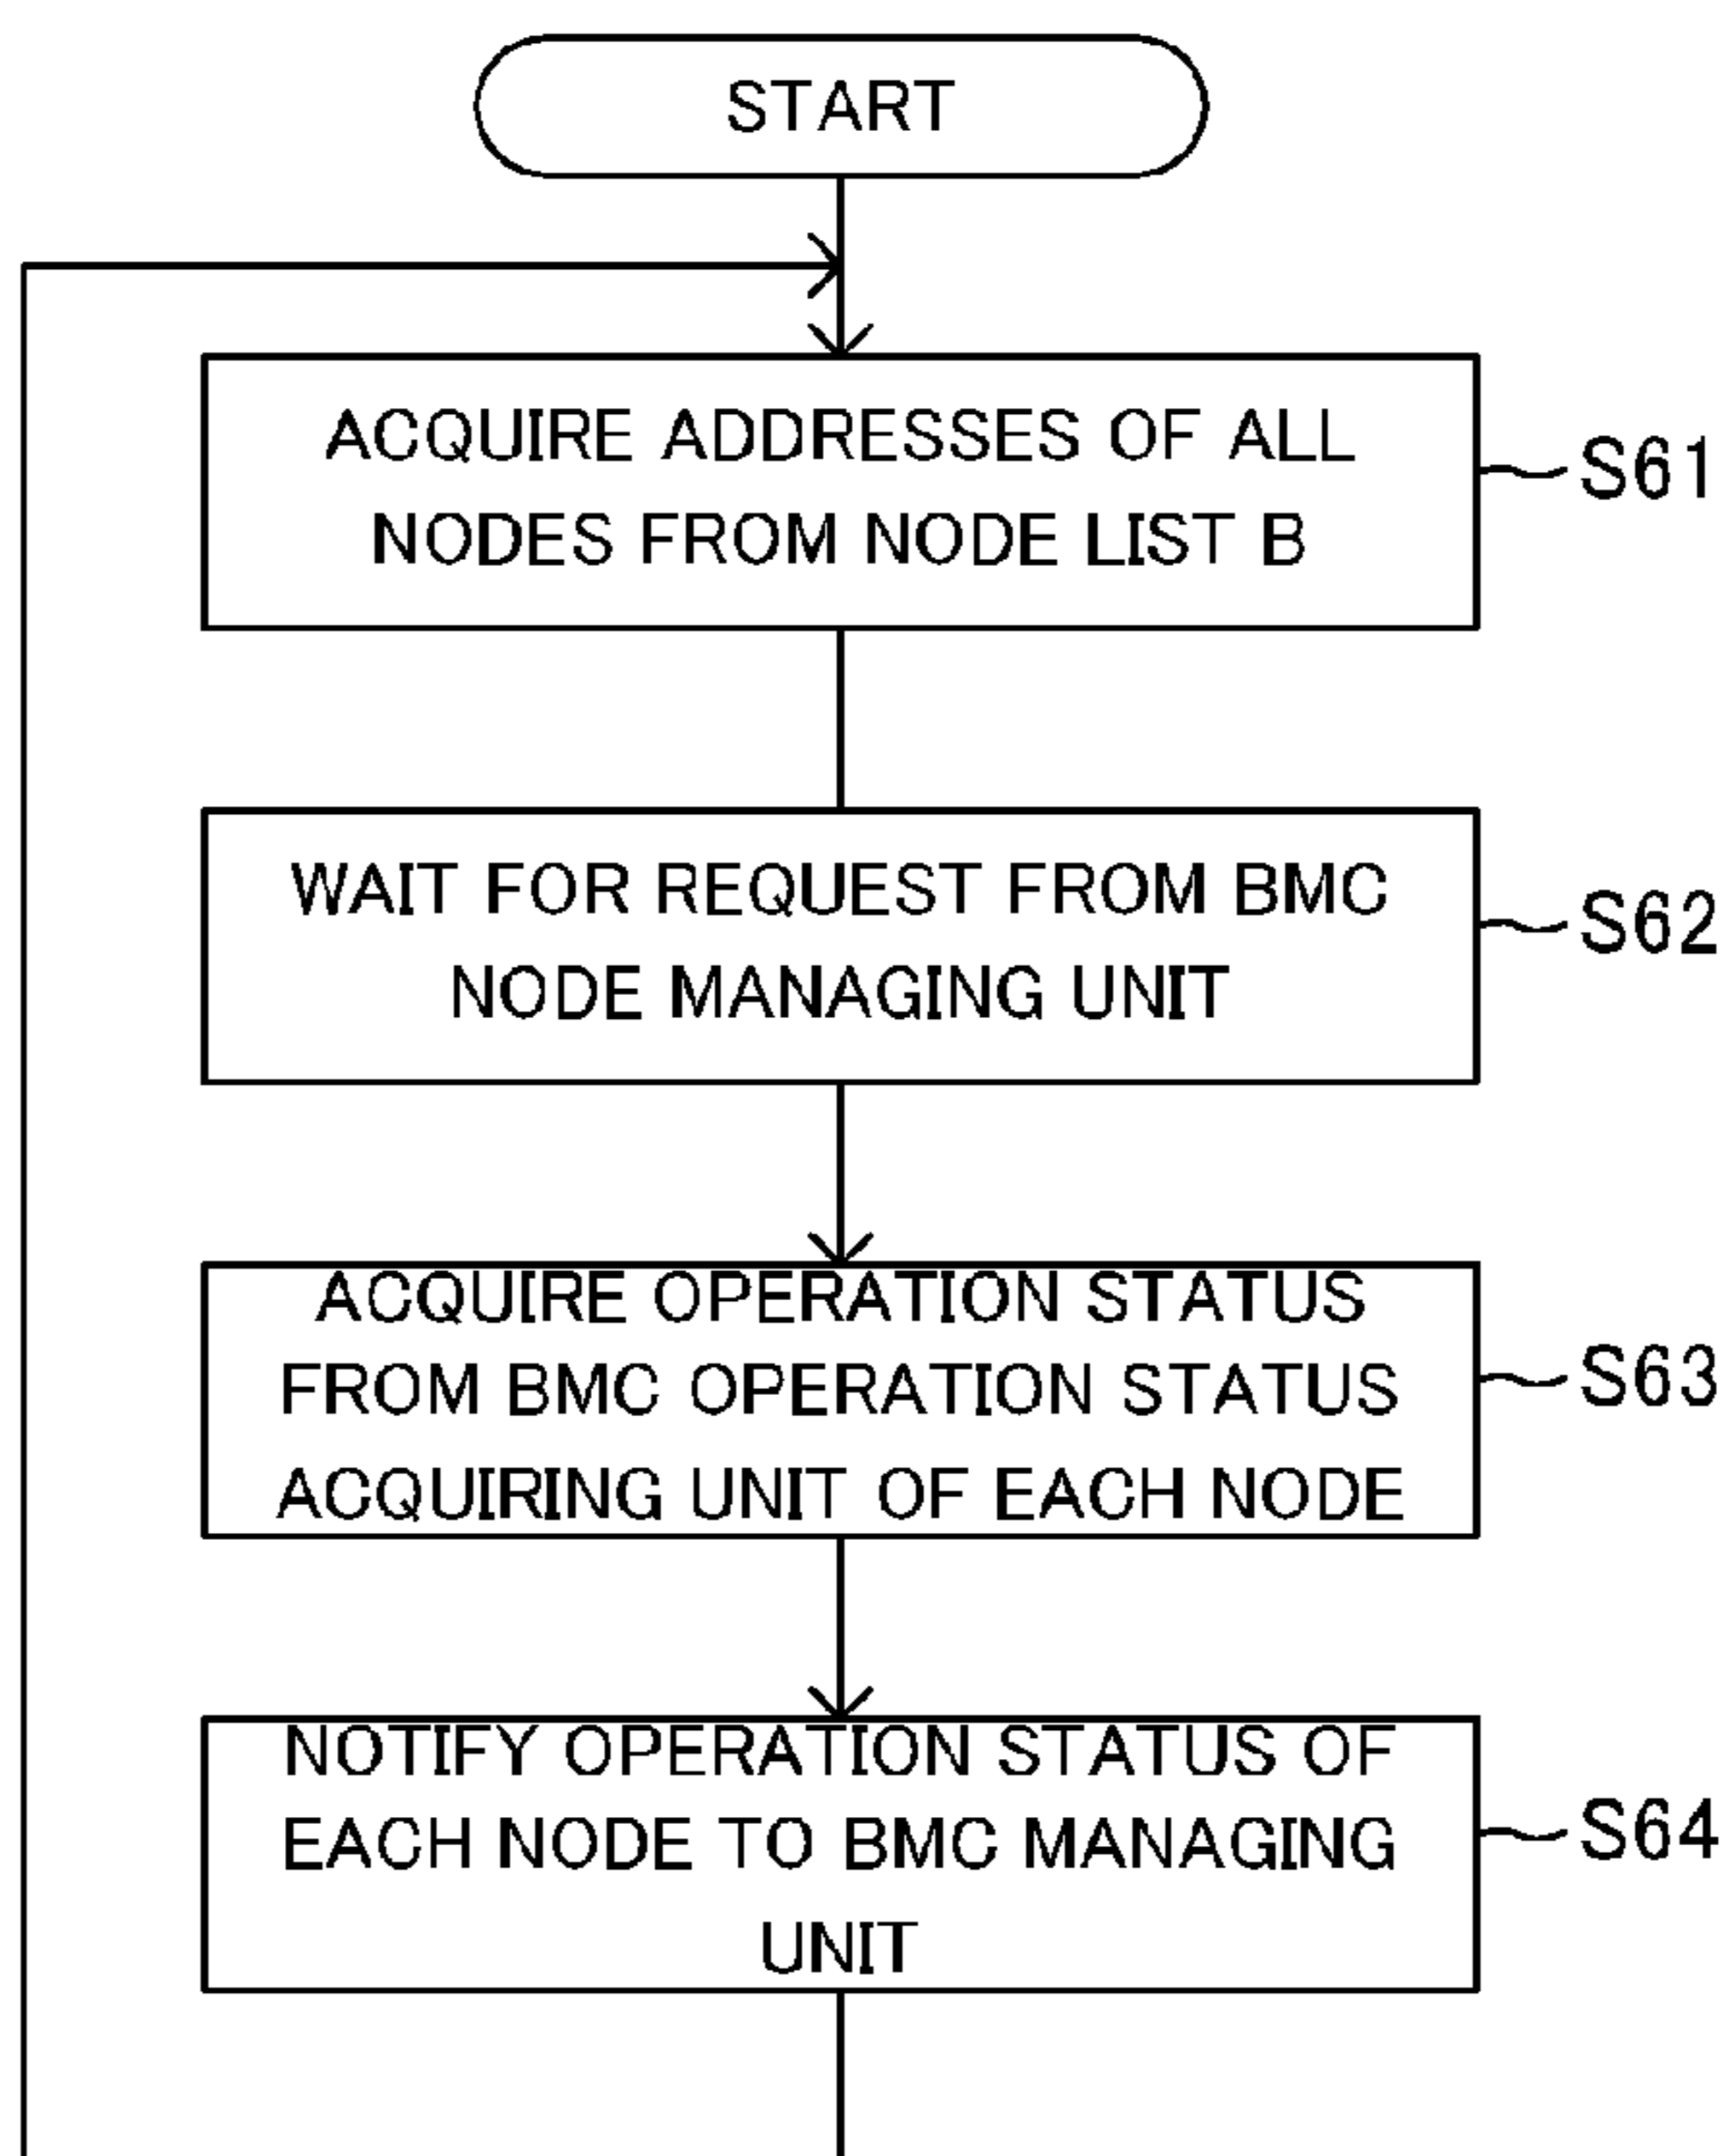 START
ACQUIRE ADDRESSES OF ALL
NODES FROM NODE LIST B
S61
WAIT FOR REQUEST FROM BMC
NODE MANAGING UNIT
S62
ACQUIRE OPERATION STATUS
FROM BMC OPERATION STATUS
ACQUIRING UNIT OF EACH NODE
S63
NOTIFY OPERATION STATUS OF
EACH NODE TO BMC MANAGING
UNIT
S64